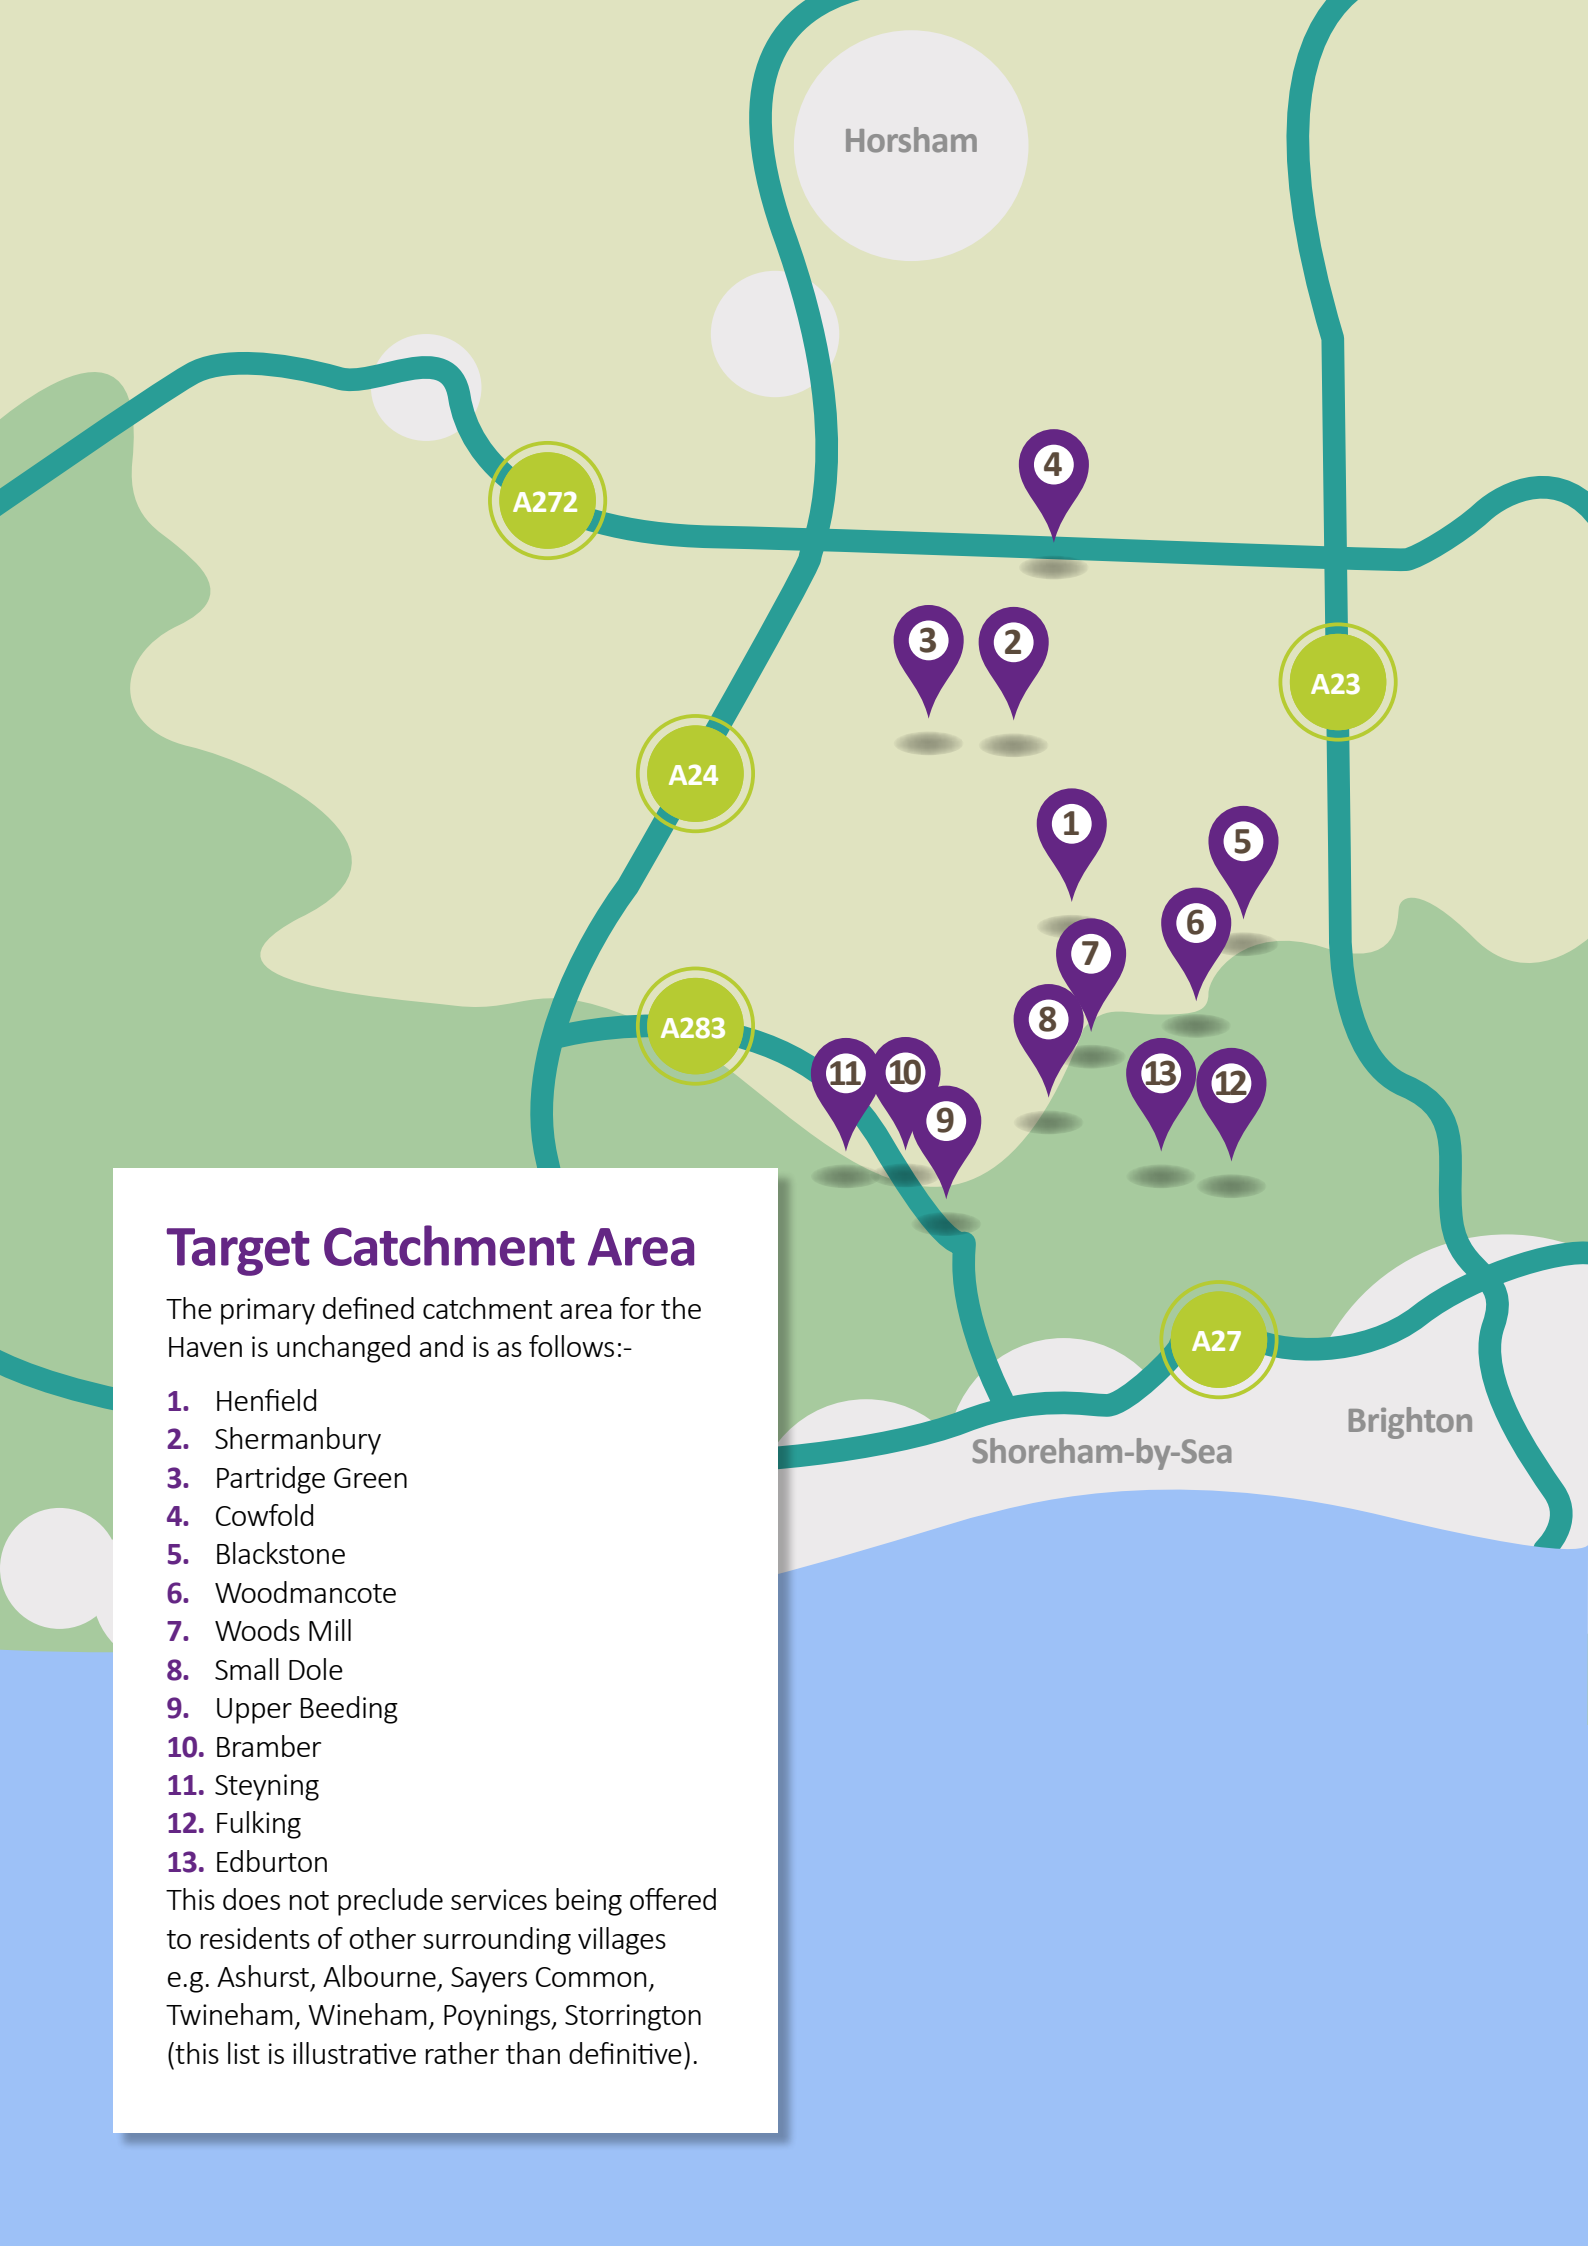 Horsham
4
A272
3
2
A23
A24
1
5
6
7
8
A283
11
10
13
12
9
A27
Brighton
Shoreham-by-Sea
Target Catchment Area
The primary defined catchment area for the
Haven is unchanged and is as follows:-
1. Henfield
2. Shermanbury
3. Partridge Green
4. Cowfold
5. Blackstone
6. Woodmancote
7. Woods Mill
8. Small Dole
9. Upper Beeding
10. Bramber
11. Steyning
12. Fulking
13. Edburton
This does not preclude services being offered
to residents of other surrounding villages
e.g. Ashurst, Albourne, Sayers Common,
Twineham, Wineham, Poynings, Storrington
(this list is illustrative rather than definitive).